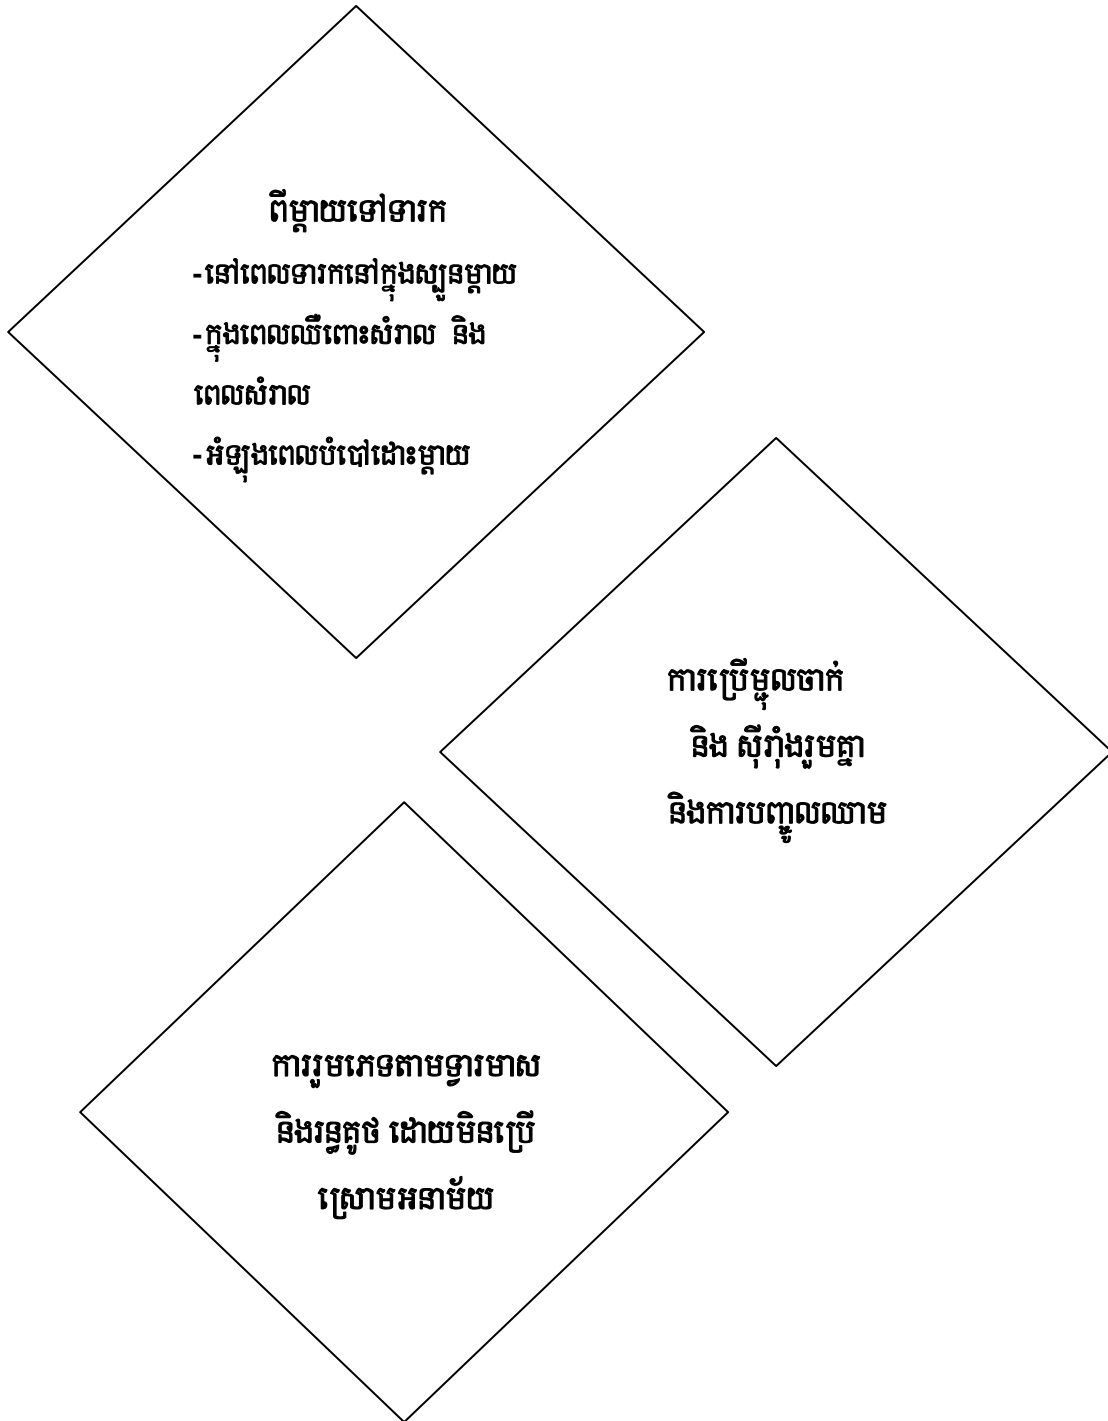 ពីម្តាយទៅទារក
-នៅពេលទារកនៅក្នុងស្បូនម្តាយ
-ក្នុងពេលឈឺពោះសំរាល និង
ពេលសំរាល
-អំឡុងពេលបំបៅដោះម្តាយ
ការប្រើម្ជុលចាក់
និង ស៊ីរ៉ាំុងរួមគ្នា
និងការបញ្ចូលឈាម
ការរួមភេទតាមទ្វារមាស
និងរន្ធគូថ ដោយមិនប្រើ
ស្រោមអនាម័យ